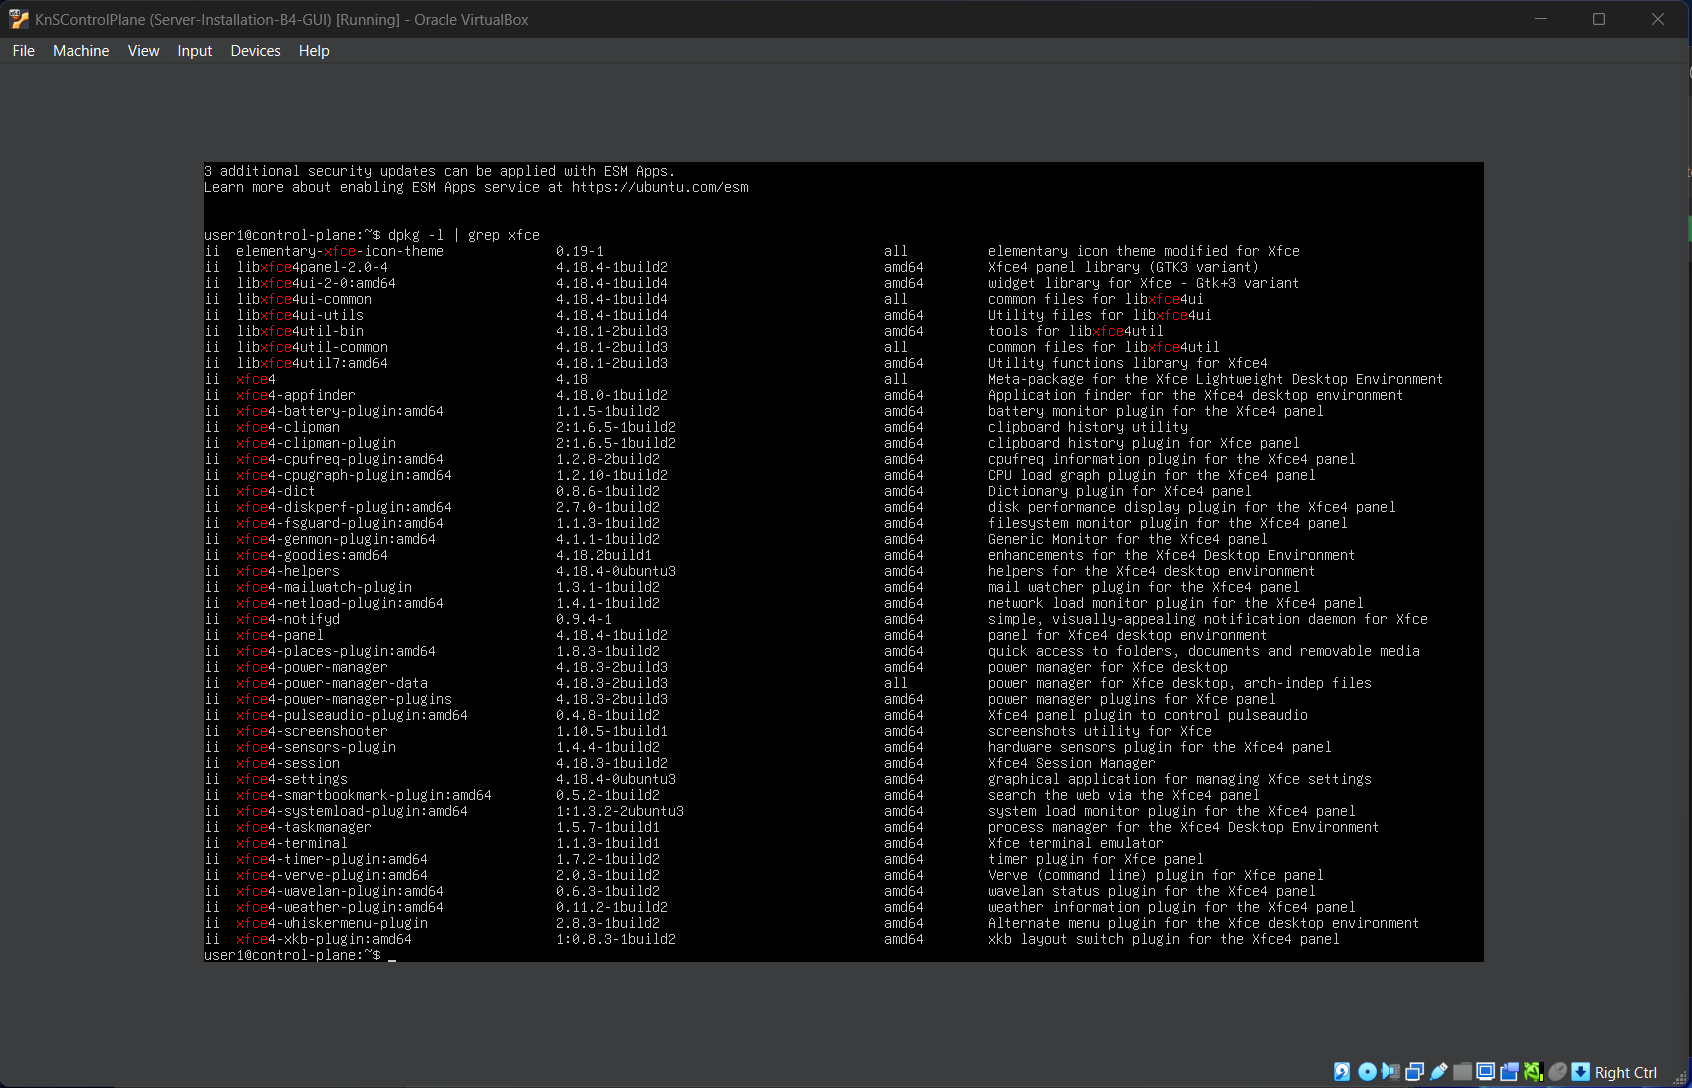 KnSControlPlane (Server-Installation-B4-GUI) [Running] - Oracle VirtualBox
File Machine View Input Devices Help
3 additional security updates can be applied with ESM Apps.
Learn more about enabling ESM Apps service at https://ubuntu.com/esm
user1@control-plane:~$ dpkg -l | grep xfce
ii elementary-xfce-icon-theme 0.19-1 all elementary icon theme modified for Xfce
ii libxfce4panel-2.0-4 4.18.4-1build2 amd64 Xfce4 panel library (GTK3 variant)
ii libxfce4ui-2-0:amd64 4.18.4-1build4 amd64 widget library for Xfce - Gtk+3 variant
ii libxfce4ui-common 4.18.4-1build4 all common files for libxfce4ui
ii libxfce4ui-utils 4.18.4-1build4 amd64 Utility files for libxfce4ui
ii libxfce4util-bin 4.18.1-2build3 amd64 tools for libxfce4util
ii libxfce4util-common 4.18.1-2build3 all common files for libxfce4util
ii libxfce4util7:amd64 4.18.1-2build3 amd64 Utility functions library for Xfce4
ii xfce4 4.18 all Meta-package for the Xfce Lightweight Desktop Environment
ii xfce4-appfinder 4.18.0-1build2 amd64 Application finder for the Xfce4 desktop environment
ii xfce4-battery-plugin:amd64 1.1.5-1build2 amd64 battery monitor plugin for the Xfce4 panel
ii xfce4-clipman 2:1.6.5-1build2 amd64 clipboard history utility
ii xfce4-clipman-plugin 2:1.6.5-1build2 amd64 clipboard history plugin for Xfce panel
ii xfce4-cpufreq-plugin:amd64 1.2.8-2build2 amd64 cpufreq information plugin for the Xfce4 panel
ii xfce4-cpugraph-plugin:amd64 1.2.10-1build2 amd64 CPU load graph plugin for the Xfce4 panel
ii xfce4-dict 0.8.6-1build2 amd64 Dictionary plugin for Xfce4 panel
ii xfce4-diskperf-plugin:amd64 2.7.0-1build2 amd64 disk performance display plugin for the Xfce4 panel
ii xfce4-fsguard-plugin:amd64 1.1.3-1build2 amd64 filesystem monitor plugin for the Xfce4 panel
ii xfce4-genmon-plugin:amd64 4.1.1-1build2 amd64 Generic Monitor for the Xfce4 panel
ii xfce4-goodies:amd64 4.18.2build1 amd64 enhancements for the Xfce4 Desktop Environment
ii xfce4-helpers 4.18.4-0ubuntu3 amd64 helpers for the Xfce4 desktop environment
ii xfce4-mailwatch-plugin 1.3.1-1build2 amd64 mail watcher plugin for the Xfce4 panel
ii xfce4-netload-plugin:amd64 1.4.1-1build2 amd64 network load monitor plugin for the Xfce4 panel
ii xfce4-notifyd 0.9.4-1 amd64 simple, visually-appealing notification daemon for Xfce
ii xfce4-panel 4.18.4-1build2 amd64 panel for Xfce4 desktop environment
ii xfce4-places-plugin:amd64 1.8.3-1build2 amd64 quick access to folders, documents and removable media
ii xfce4-power-manager 4.18.3-2build3 amd64 power manager for Xfce desktop
ii xfce4-power-manager-data 4.18.3-2build3 all power manager for Xfce desktop, arch-indep files
ii xfce4-power-manager-plugins 4.18.3-2build3 amd64 power manager plugins for Xfce panel
ii xfce4-pulseaudio-plugin:amd64 0.4.8-1build2 amd64 Xfce4 panel plugin to control pulseaudio
ii xfce4-screenshooter 1.10.5-1build1 amd64 screenshots utility for Xfce
ii xfce4-sensors-plugin 1.4.4-1build2 amd64 hardware sensors plugin for the Xfce4 panel
ii xfce4-session 4.18.3-1build2 amd64 Xfce4 Session Manager
ii xfce4-settings 4.18.4-0ubuntu3 amd64 graphical application for managing Xfce settings
ii xfce4-smartbookmark-plugin:amd64 0.5.2-1build2 amd64 search the web via the Xfce4 panel
ii xfce4-systemload-plugin:amd64 1:1.3.2-2ubuntu3 amd64 system load monitor plugin for the Xfce4 panel
ii xfce4-taskmanager 1.5.7-1build1 amd64 process manager for the Xfce4 Desktop Environment
ii xfce4-terminal 1.1.3-1build1 amd64 Xfce terminal emulator
ii xfce4-timer-plugin:amd64 1.7.2-1build2 amd64 timer plugin for Xfce panel
ii xfce4-verve-plugin:amd64 2.0.3-1build2 amd64 Verve (command line) plugin for Xfce panel
ii xfce4-wavelan-plugin:amd64 0.6.3-1build2 amd64 wavelan status plugin for the Xfce4 panel
ii xfce4-weather-plugin:amd64 0.11.2-1build2 amd64 weather information plugin for the Xfce4 panel
ii xfce4-whiskermenu-plugin 2.8.3-1build2 amd64 Alternate menu plugin for the Xfce desktop environment
ii xfce4-xkb-plugin:amd64 1:0.8.3-1build2 amd64 xkb layout switch plugin for the Xfce4 panel
user1@control-plane:~$ _
Right Ctrl